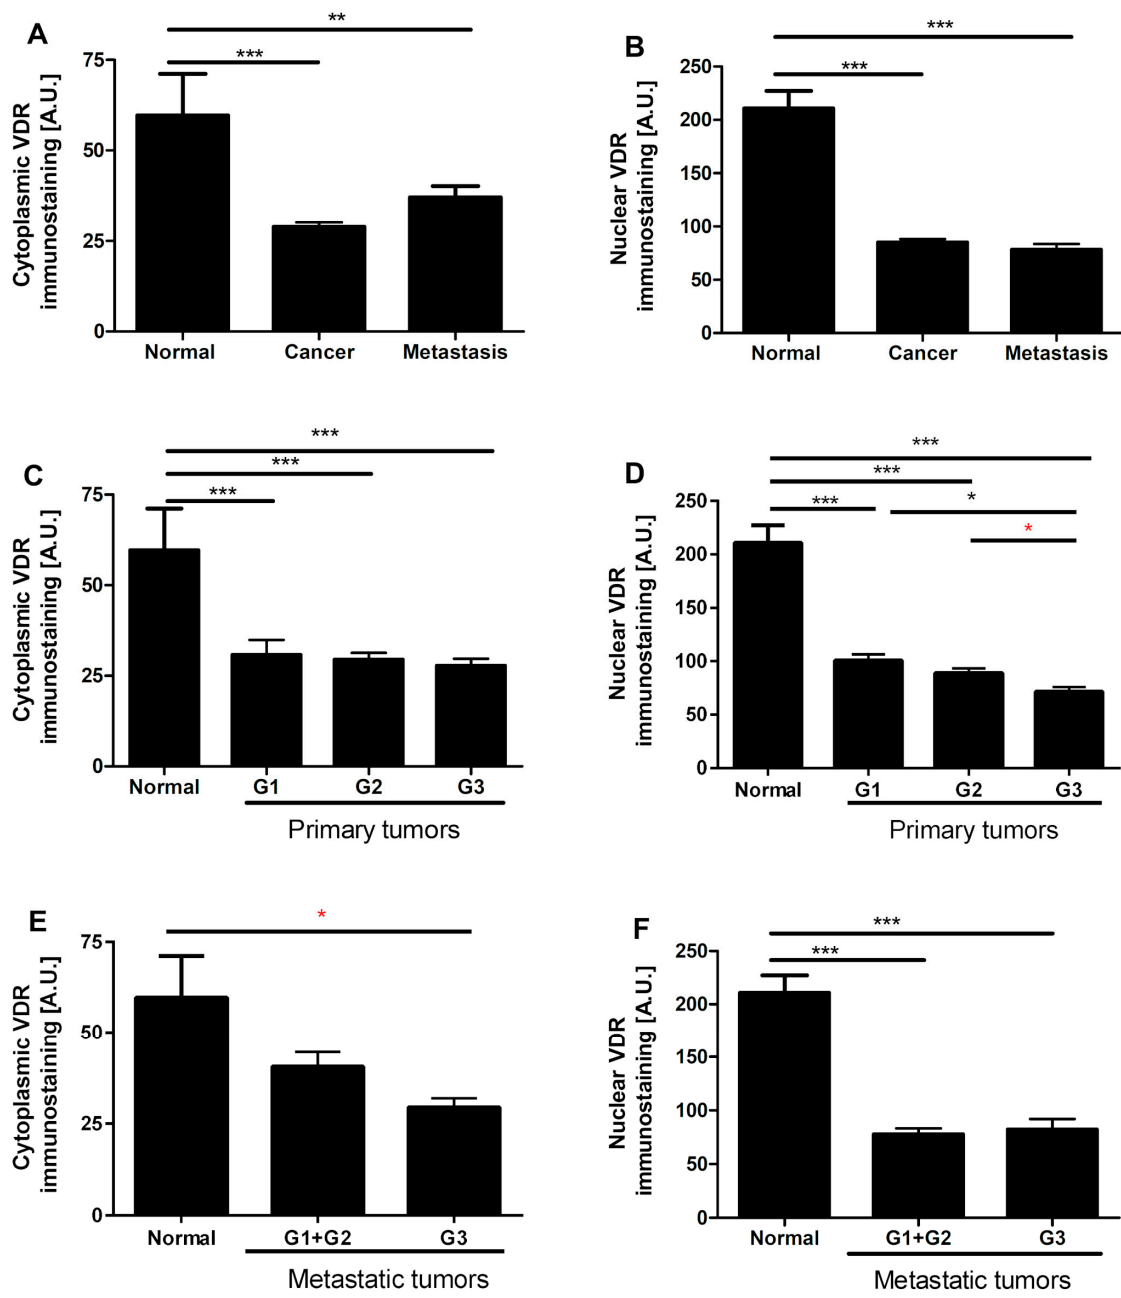 A
**
***
Cytoplasmic VDR
immunostaining [A.U.]
75
50
25
0
Normal Cancer Metastasis
B
***
***
Nuclear VDR
immunostaining [A.U.]
250
200
150
100
50
0
Normal Cancer Metastasis
C
***
***
***
Cytoplasmic VDR
immunostaining [A.U.]
75
50
25
0
Normal G1 G2 G3
Primary tumors
D
***
***
***
*
*
Nuclear VDR
immunostaining [A.U.]
250
200
150
100
50
0
Normal G1 G2 G3
Primary tumors
E
*
Cytoplasmic VDR
immunostaining [A.U.]
75
50
25
0
Normal G1+G2 G3
Metastatic tumors
F
***
***
Nuclear VDR
immunostaining [A.U.]
250
200
150
100
50
0
Normal G1+G2 G3
Metastatic tumors